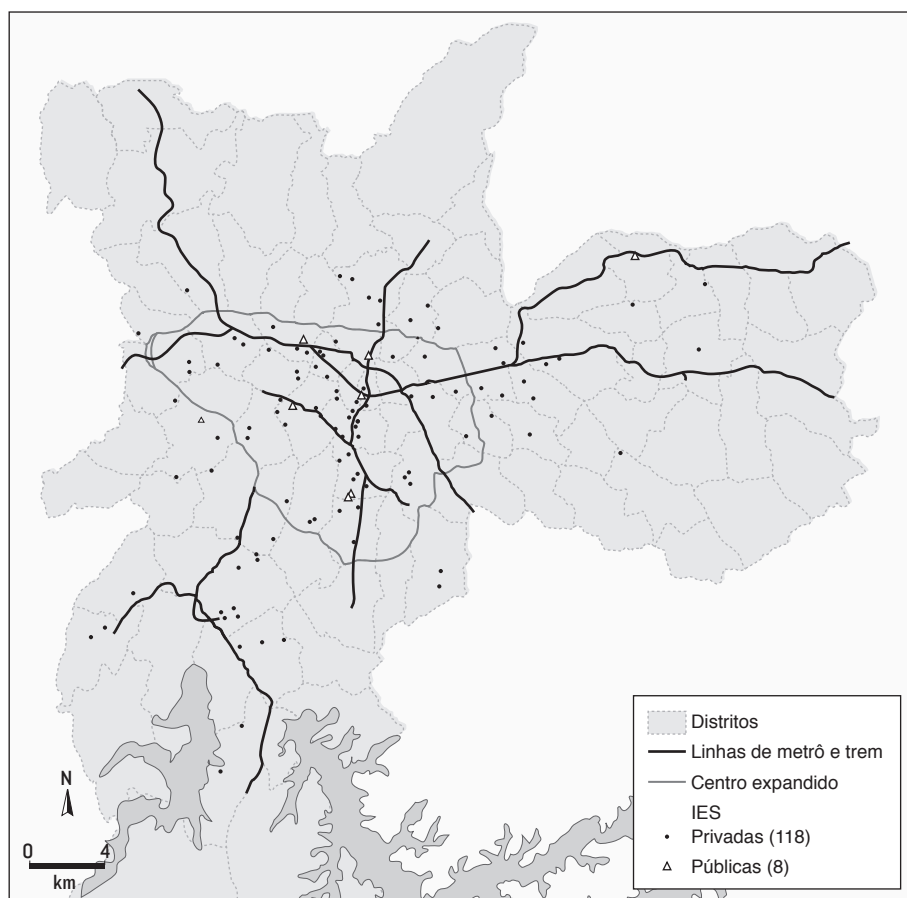 Distritos
Linhas de metrô e trem
Centro expandido
IES
Privadas (118)
Públicas (8)
N
0 4
km